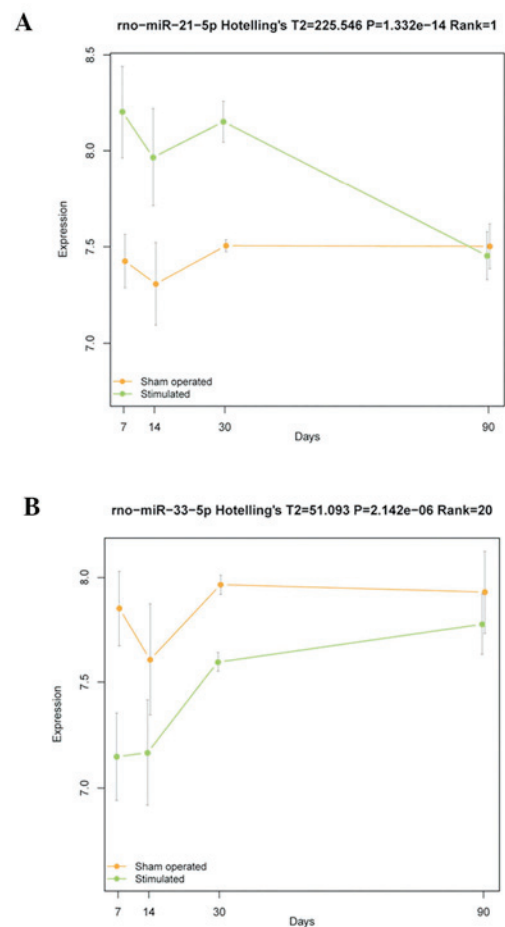 A
rno-miR-21-5p Hotelling's T2=225.546 P=1.332e-14 Rank=1
8.5
8.0
7.5
7.0
Expression
Sham operated
Stimulated
7 14 30 90
Days
B
rno-miR-33-5p Hotelling's T2=51.093 P=2.142e-06 Rank=20
8.0
7.5
7.0
Expression
Sham operated
Stimulated
7 14 30 90
Days